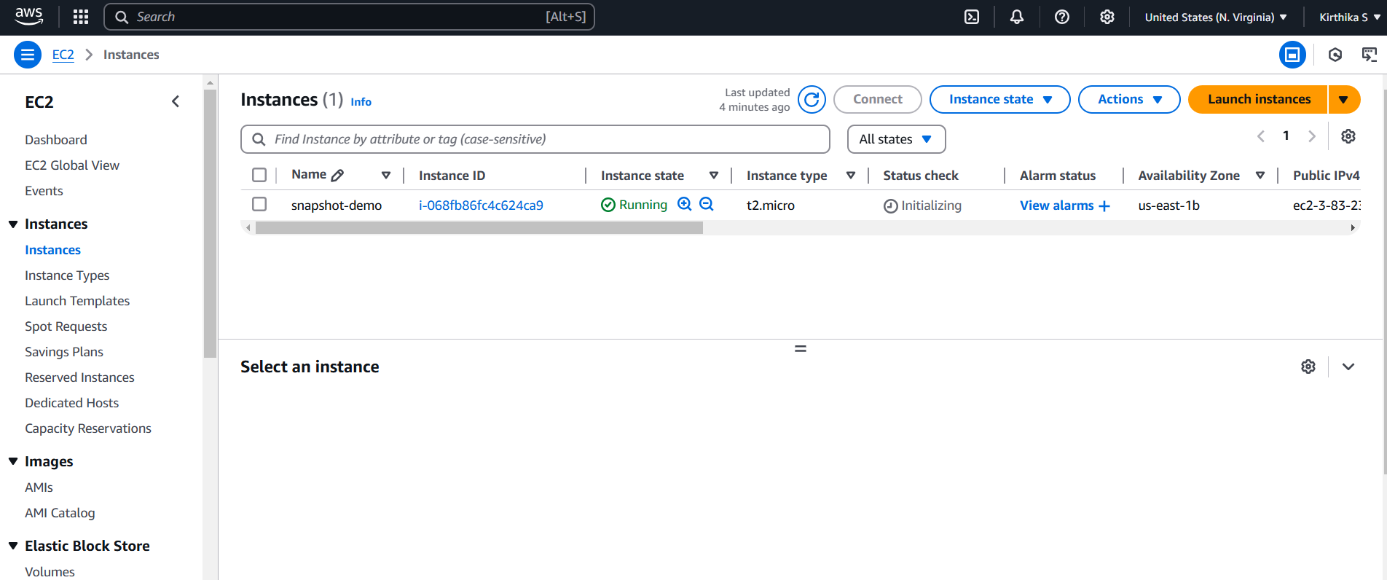 aws
Search [Alt+S]
United States (N. Virginia)
Kirthika S
EC2 Instances
EC2
Dashboard
EC2 Global View
Events
Instances
Instances
Instance Types
Launch Templates
Spot Requests
Savings Plans
Reserved Instances
Dedicated Hosts
Capacity Reservations
Images
AMIs
AMI Catalog
Elastic Block Store
Volumes
Instances (1) Info
Last updated
4 minutes ago
Connect
Instance state
Actions
Launch instances
Find Instance by attribute or tag (case-sensitive)
All states
1
Name Instance ID Instance state Instance type Status check Alarm status Availability Zone Public IPv4
snapshot-demo i-068fb86fc4c624ca9 Running t2.micro Initializing View alarms + us-east-1b ec2-3-83-23
Select an instance